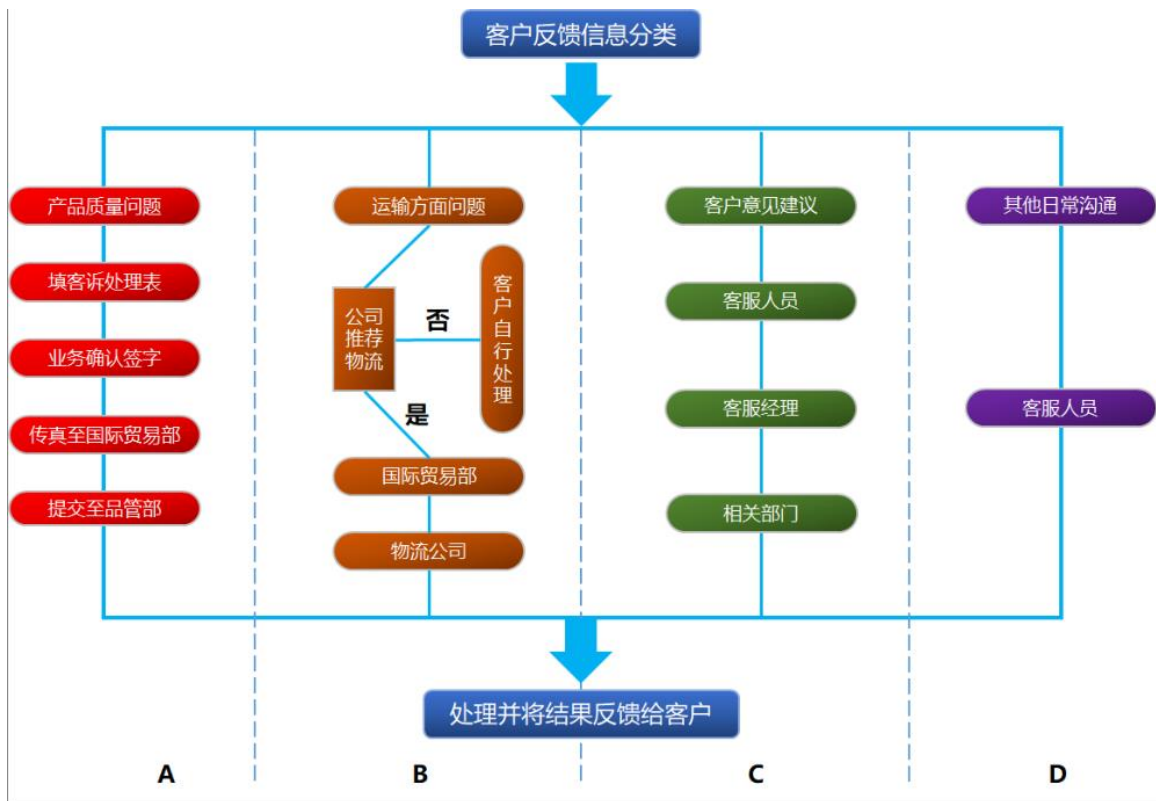 客户反馈信息分类
产品质量问题
填客诉处理表
业务确认签字
传真至国际贸易部
提交至品管部
运输方面问题
公司
推荐
物流
否
客户自行处理
是
国际贸易部
物流公司
客户意见建议
客服人员
客服经理
相关部门
其他日常沟通
客服人员
处理并将结果反馈给客户
A
B
C
D